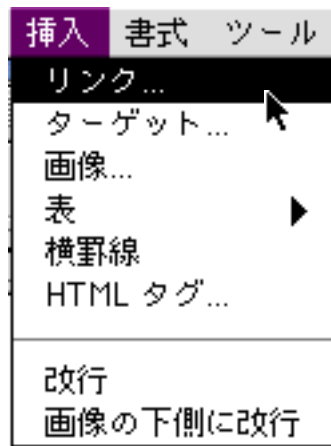 挿入 書式 ツール
リンク...
ターゲット...
画像...
表
横罫線
HTML タグ...
改行
画像の下側に改行